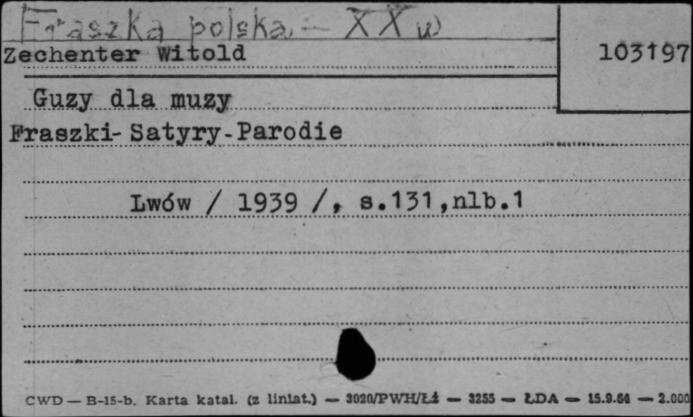 Fraszka polska – XX w
Zechenter Witold
103197
Guzy dla muzy
Fraszki- Satyry-Parodie
Lwów / 1939 /, s.131,nlb.1
CWD — B-15-b. Karta katal. (z liniat.) — 3020/PWH/Łź — 3255 — ŁDA — 15.9.64 — 2.000